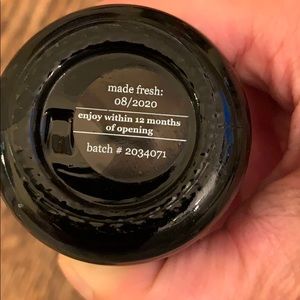 made fresh:
08/2020
enjoy within 12 months
of opening
batch # 2034071